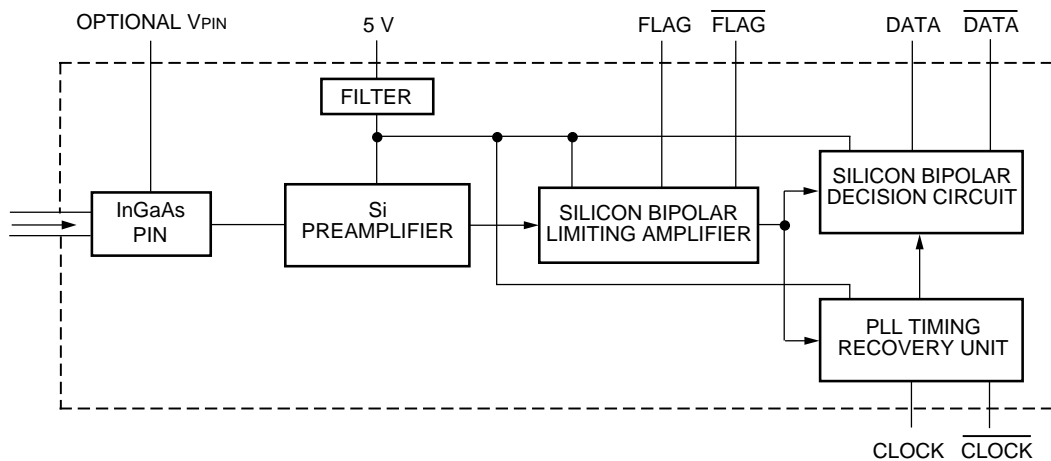 OPTIONAL VPIN
5 V
FLAG
FLAG
DATA
DATA
FILTER
InGaAs
PIN
Si
PREAMPLIFIER
SILICON BIPOLAR
LIMITING AMPLIFIER
SILICON BIPOLAR
DECISION CIRCUIT
PLL TIMING
RECOVERY UNIT
CLOCK
CLOCK